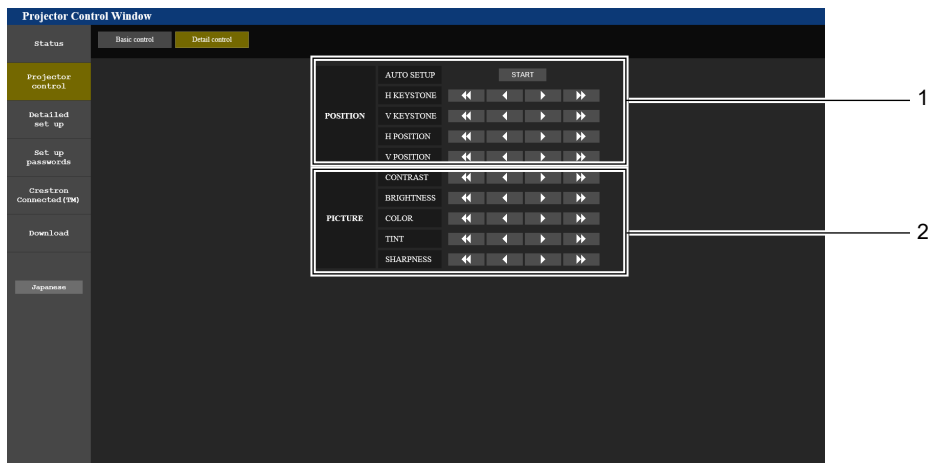 Projector Control Window
Status
Basic control
Detail control
Projector
control
Detailed
set up
Set up
passwords
Crestron
Connected(TM)
Download
Japanese
POSITION
AUTO SETUP
START
H KEYSTONE
V KEYSTONE
H POSITION
V POSITION
PICTURE
CONTRAST
BRIGHTNESS
COLOR
TINT
SHARPNESS
1
2